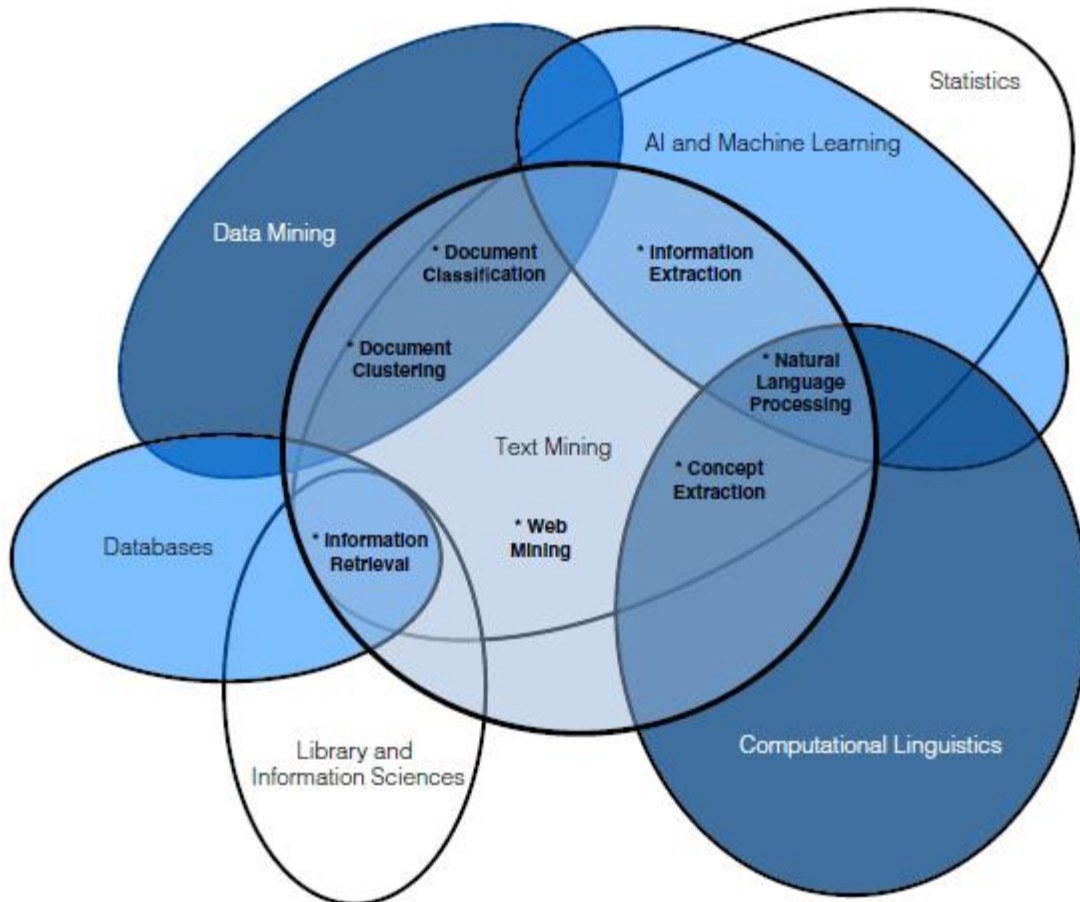 Statistics
AI and Machine Learning
Data Mining
* Document
Classification
* Information
Extraction
* Document
Clustering
* Natural
Language
Processing
Text Mining
* Concept
Extraction
* Web
Mining
Databases
* Information
Retrieval
Library and
Information Sciences
Computational Linguistics